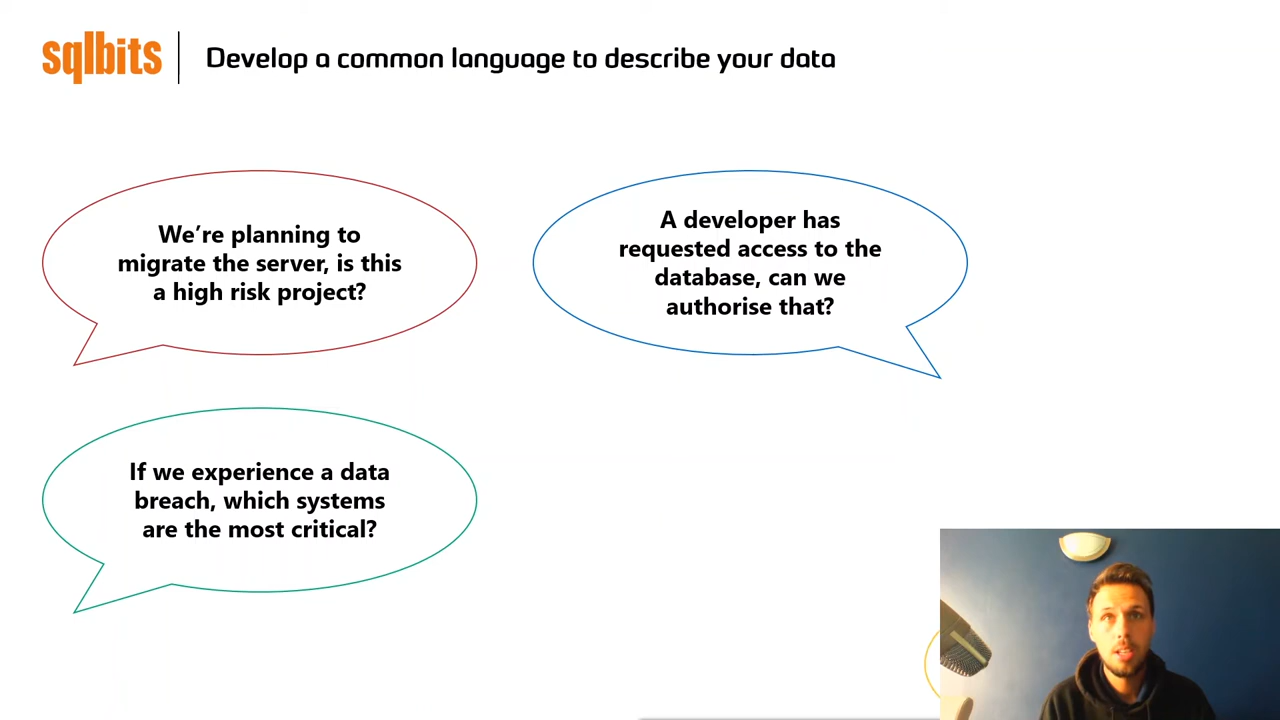 sqlbits
Develop a common language to describe your data
We’re planning to
migrate the server, is this
a high risk project?
A developer has
requested access to the
database, can we
authorise that?
If we experience a data
breach, which systems
are the most critical?